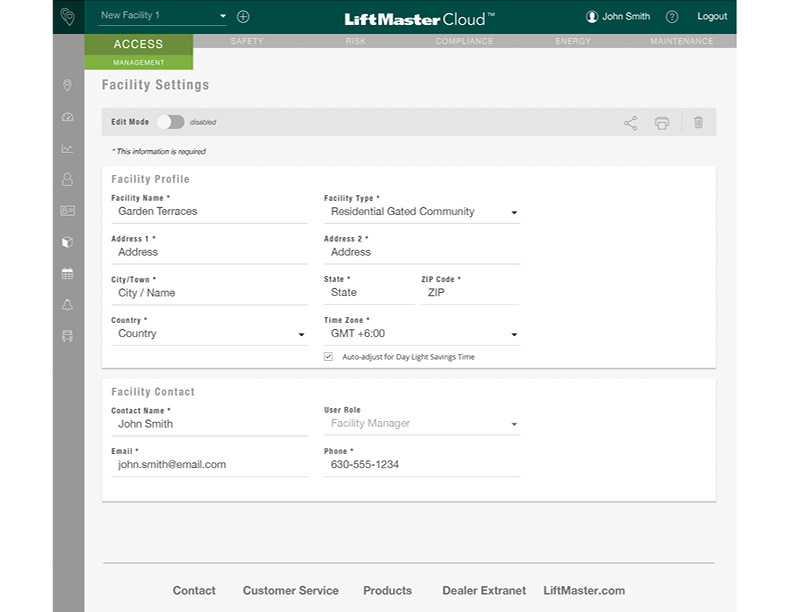 New Facility 1
LiftMaster Cloud™
John Smith
?
Logout
ACCESS
SAFETY
RISK
COMPLIANCE
ENERGY
MAINTENANCE
MANAGEMENT
Facility Settings
Edit Mode
disabled
* This information is required
Facility Profile
Facility Name *
Facility Type *
Garden Terraces
Residential Gated Community
Address 1 *
Address 2 *
Address
Address
City/Town *
State *
ZIP Code *
City / Name
State
ZIP
Country *
Time Zone *
Country
GMT +6:00
Auto-adjust for Day Light Savings Time
Facility Contact
Contact Name *
User Role
John Smith
Facility Manager
Email *
Phone *
john.smith@email.com
630-555-1234
Contact
Customer Service
Products
Dealer Extranet
LiftMaster.com